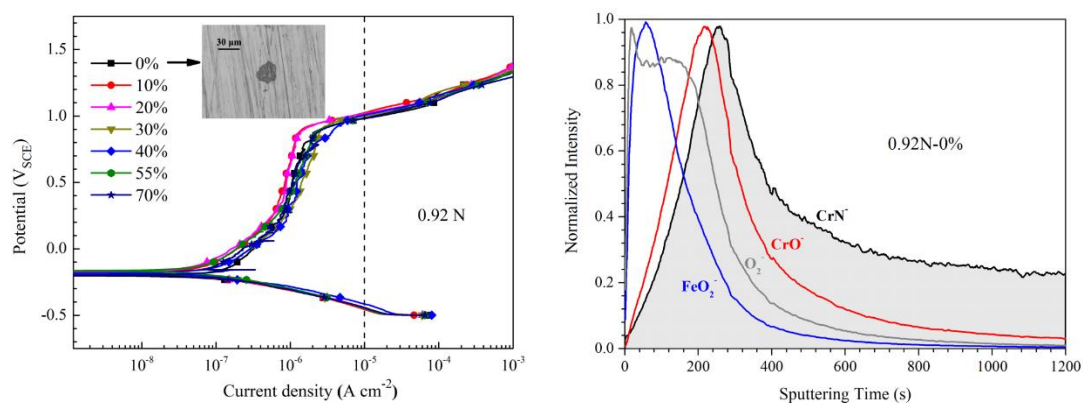 30 μm
0%
10%
20%
30%
40%
55%
70%
0.92 N
1.5
1.0
0.5
0.0
-0.5
Potential (V_SCE)
10⁻⁸ 10⁻⁷ 10⁻⁶ 10⁻⁵ 10⁻⁴ 10⁻³
Current density (A cm⁻²)
1.0
0.8
0.6
0.4
0.2
0.0
Normalized Intensity
0.92N-0%
CrN⁻
CrO⁻
O₂⁻
FeO₂⁻
0 200 400 600 800 1000 1200
Sputtering Time (s)